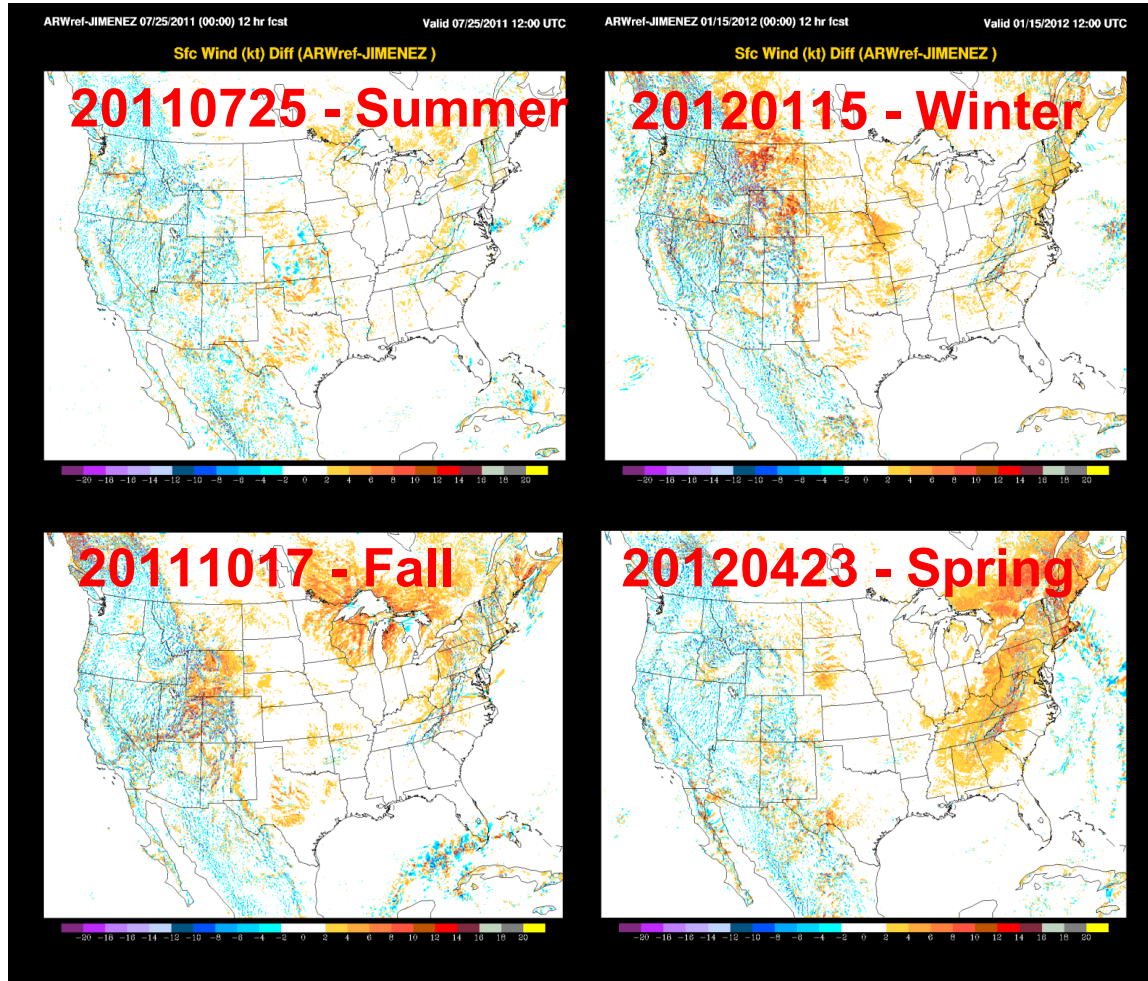 ARWref-JIMENEZ 07/25/2011 (00:00) 12 hr fcst
Valid 07/25/2011 12:00 UTC
Sfc Wind (kt) Diff (ARWref-JIMENEZ )
20110725 - Summer
-20 -18 -16 -14 -12 -10 -8 -6 -4 -2 0 2 4 6 8 10 12 14 16 18 20
ARWref-JIMENEZ 01/15/2012 (00:00) 12 hr fcst
Valid 01/15/2012 12:00 UTC
Sfc Wind (kt) Diff (ARWref-JIMENEZ )
20120115 - Winter
-20 -18 -16 -14 -12 -10 -8 -6 -4 -2 0 2 4 6 8 10 12 14 16 18 20
20111017 - Fall
-20 -18 -16 -14 -12 -10 -8 -6 -4 -2 0 2 4 6 8 10 12 14 16 18 20
20120423 - Spring
-20 -18 -16 -14 -12 -10 -8 -6 -4 -2 0 2 4 6 8 10 12 14 16 18 20